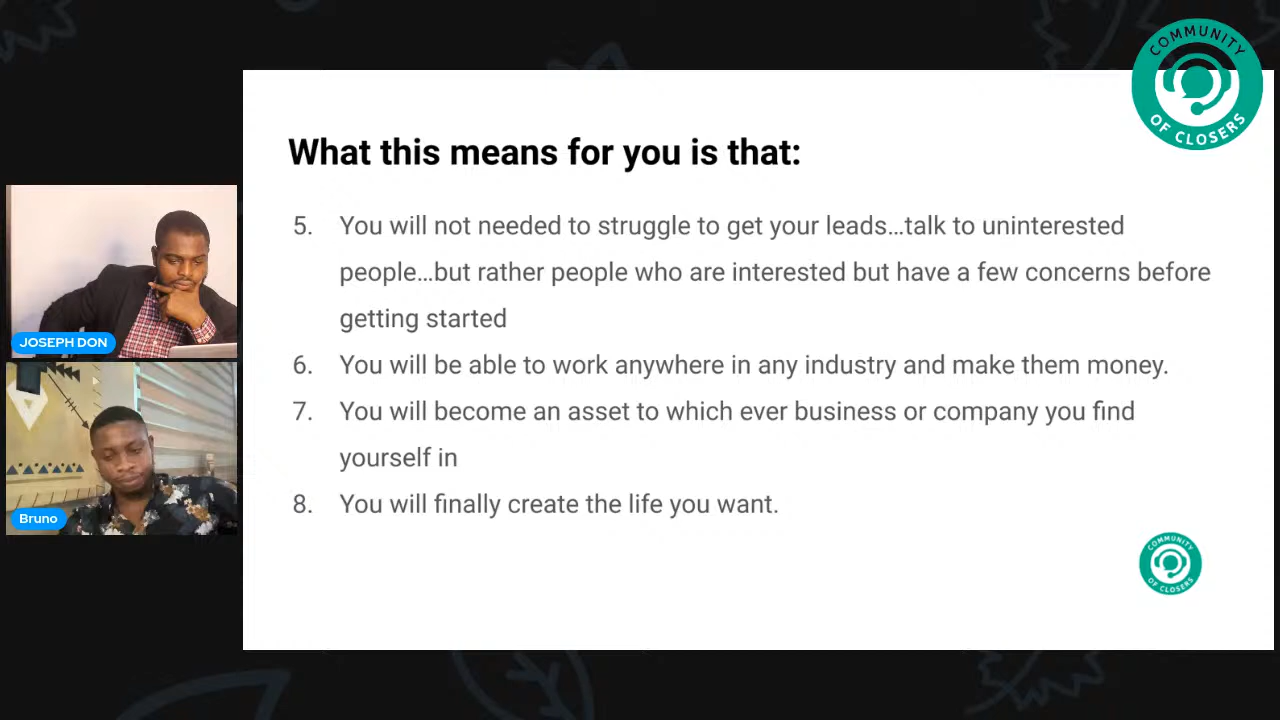 COMMUNITY
OF CLOSERS
What this means for you is that:
5. You will not needed to struggle to get your leads...talk to uninterested
people...but rather people who are interested but have a few concerns before
getting started
6. You will be able to work anywhere in any industry and make them money.
7. You will become an asset to which ever business or company you find
yourself in
8. You will finally create the life you want.
JOSEPH DON
Bruno
COMMUNITY
OF CLOSERS